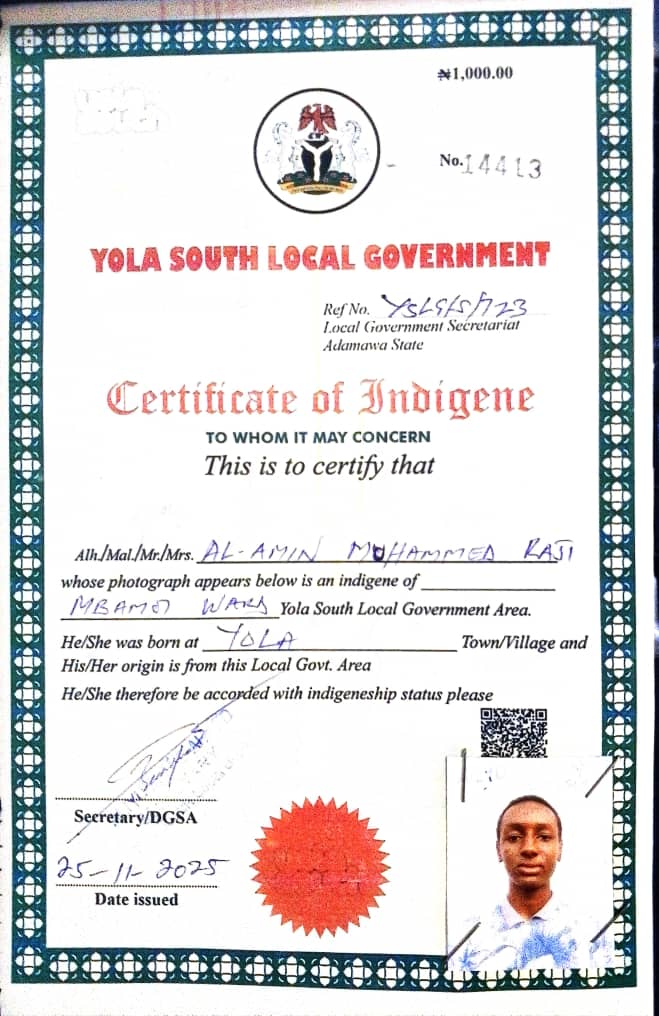 ₦1,000.00
No. 14413
YOLA SOUTH LOCAL GOVERNMENT
Ref No. YSLG/S/723
Local Government Secretariat
Adamawa State
Certificate of Indigene
TO WHOM IT MAY CONCERN
This is to certify that
Alh./Mal./Mr./Mrs. AL-AMIN MUHAMMED RAJI
whose photograph appears below is an indigene of
MBAMOI WARD Yola South Local Government Area.
He/She was born at YOLA Town/Village and
His/Her origin is from this Local Govt. Area
He/She therefore be accorded with indigeneship status please
Secretary/DGSA
25-11-2025
Date issued